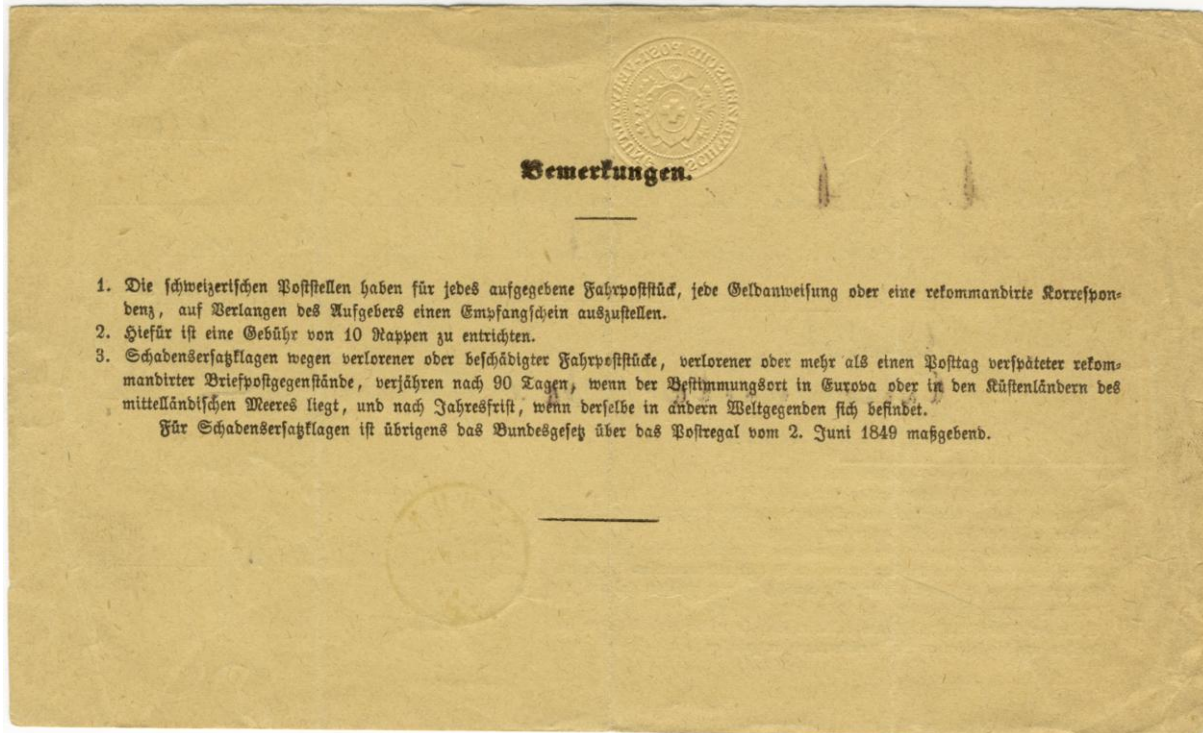 Bemerkungen.
1. Die schweizerischen Poststellen haben für jedes aufgegebene Fahrpoststück, jede Geldanweisung oder eine rekommandirte Korrespon-
denz, auf Verlangen des Aufgebers einen Empfangschein auszustellen.
2. Hiefür ist eine Gebühr von 10 Rappen zu entrichten.
3. Schadensersatzklagen wegen verlorener oder beschädigter Fahrpoststücke, verlorener oder mehr als einen Posttag verspäteter rekom-
mandirter Briefpostgegenstände, verjähren nach 90 Tagen, wenn der Bestimmungsort in Europa oder in den Küstenländern des
mittelländischen Meeres liegt, und nach Jahresfrist, wenn derselbe in andern Weltgegenden sich befindet.
Für Schadensersatzklagen ist übrigens das Bundesgesetz über das Postregal vom 2. Juni 1849 maßgebend.